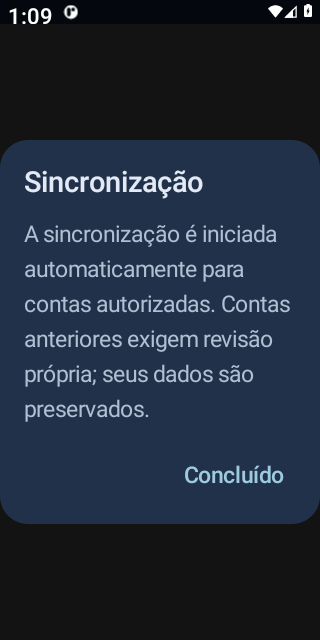 1:09
Sincronização
A sincronização é iniciada
automaticamente para
contas autorizadas. Contas
anteriores exigem revisão
própria; seus dados são
preservados.
Concluído